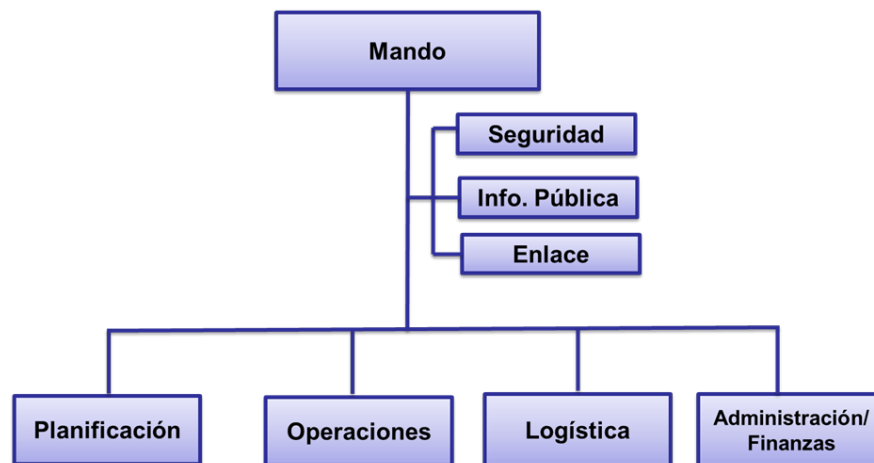 Mando
Seguridad
Info. Pública
Enlace
Planificación
Operaciones
Logística
Administración/
Finanzas